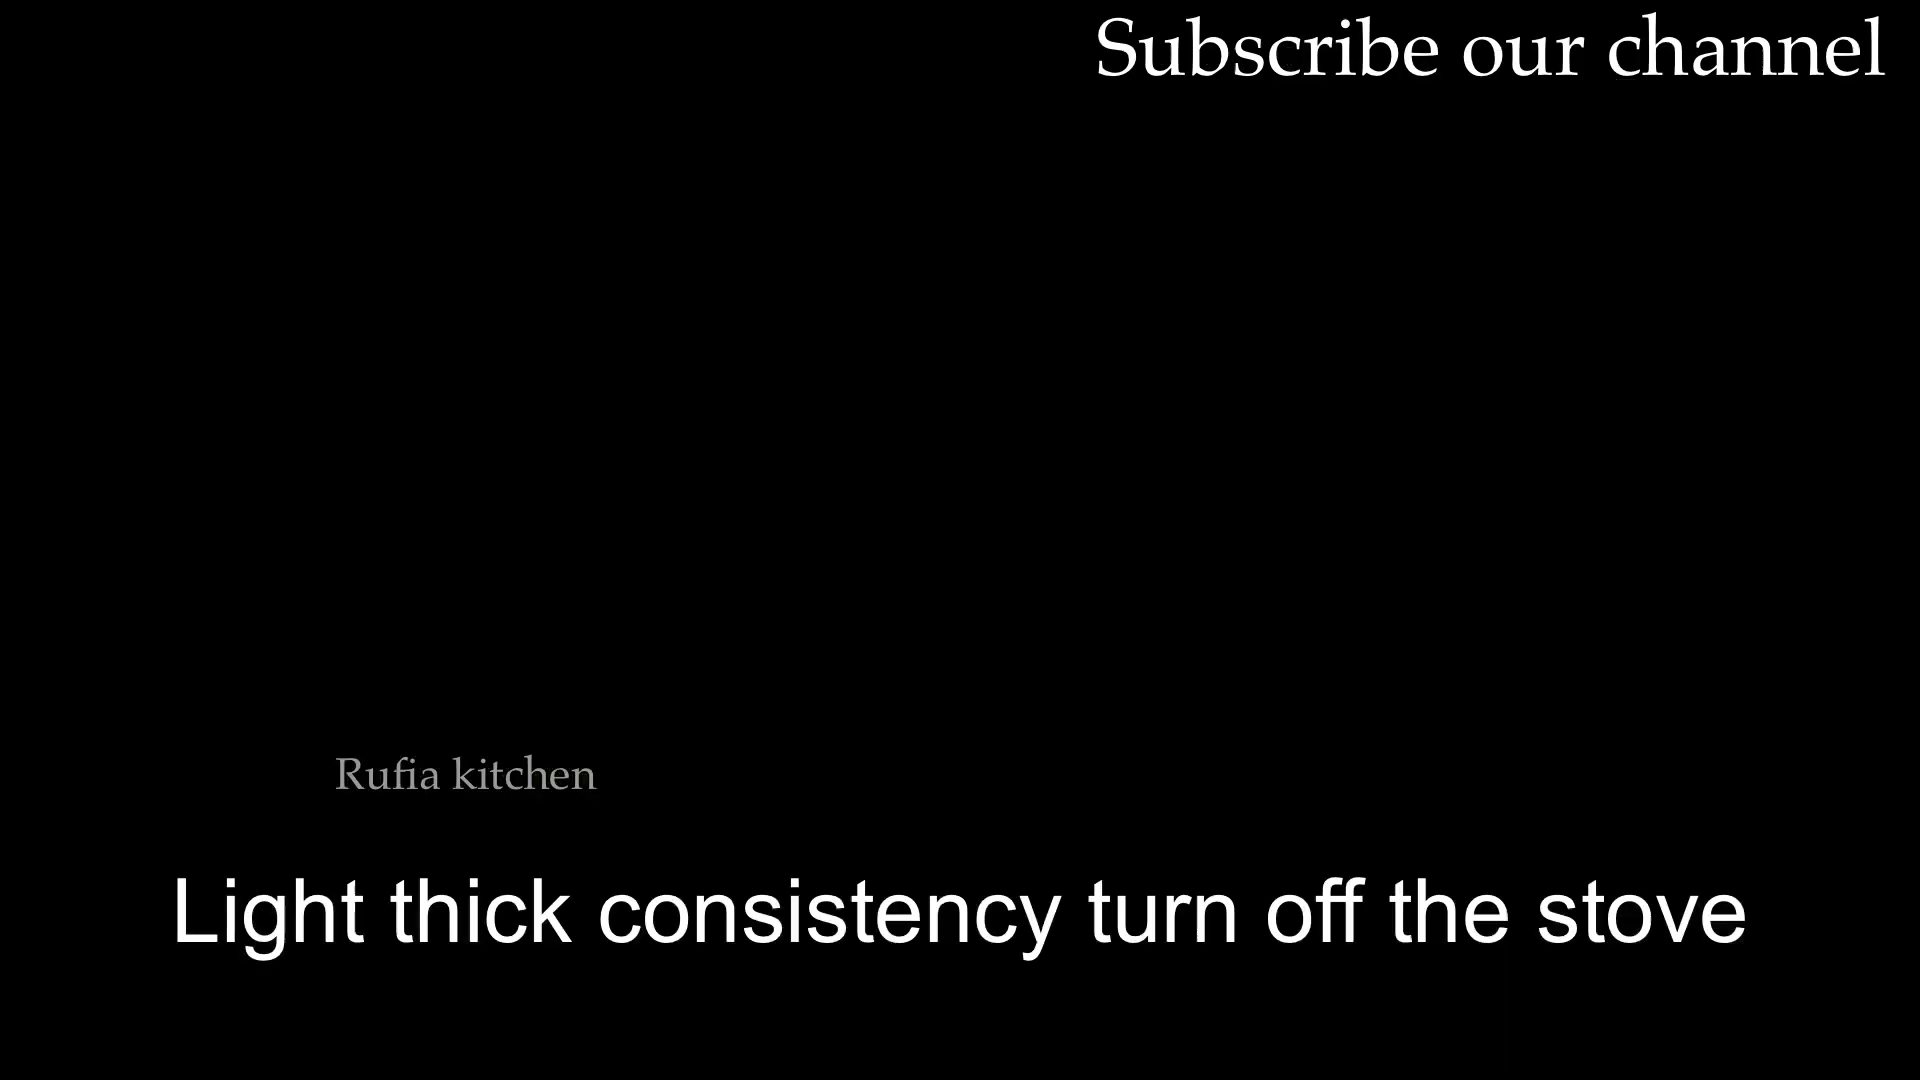 Subscribe our channel
Rufia kitchen
Light thick consistency turn off the stove